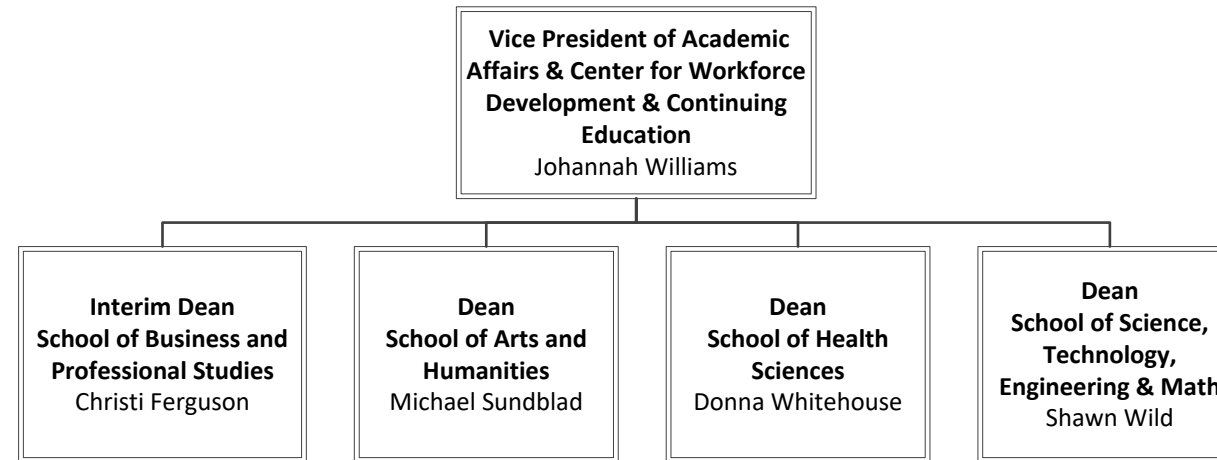 Vice President of Academic
Affairs & Center for Workforce
Development & Continuing
Education
Johannah Williams
Interim Dean
School of Business and
Professional Studies
Christi Ferguson
Dean
School of Arts and
Humanities
Michael Sundblad
Dean
School of Health
Sciences
Donna Whitehouse
Dean
School of Science,
Technology,
Engineering & Math
Shawn Wild